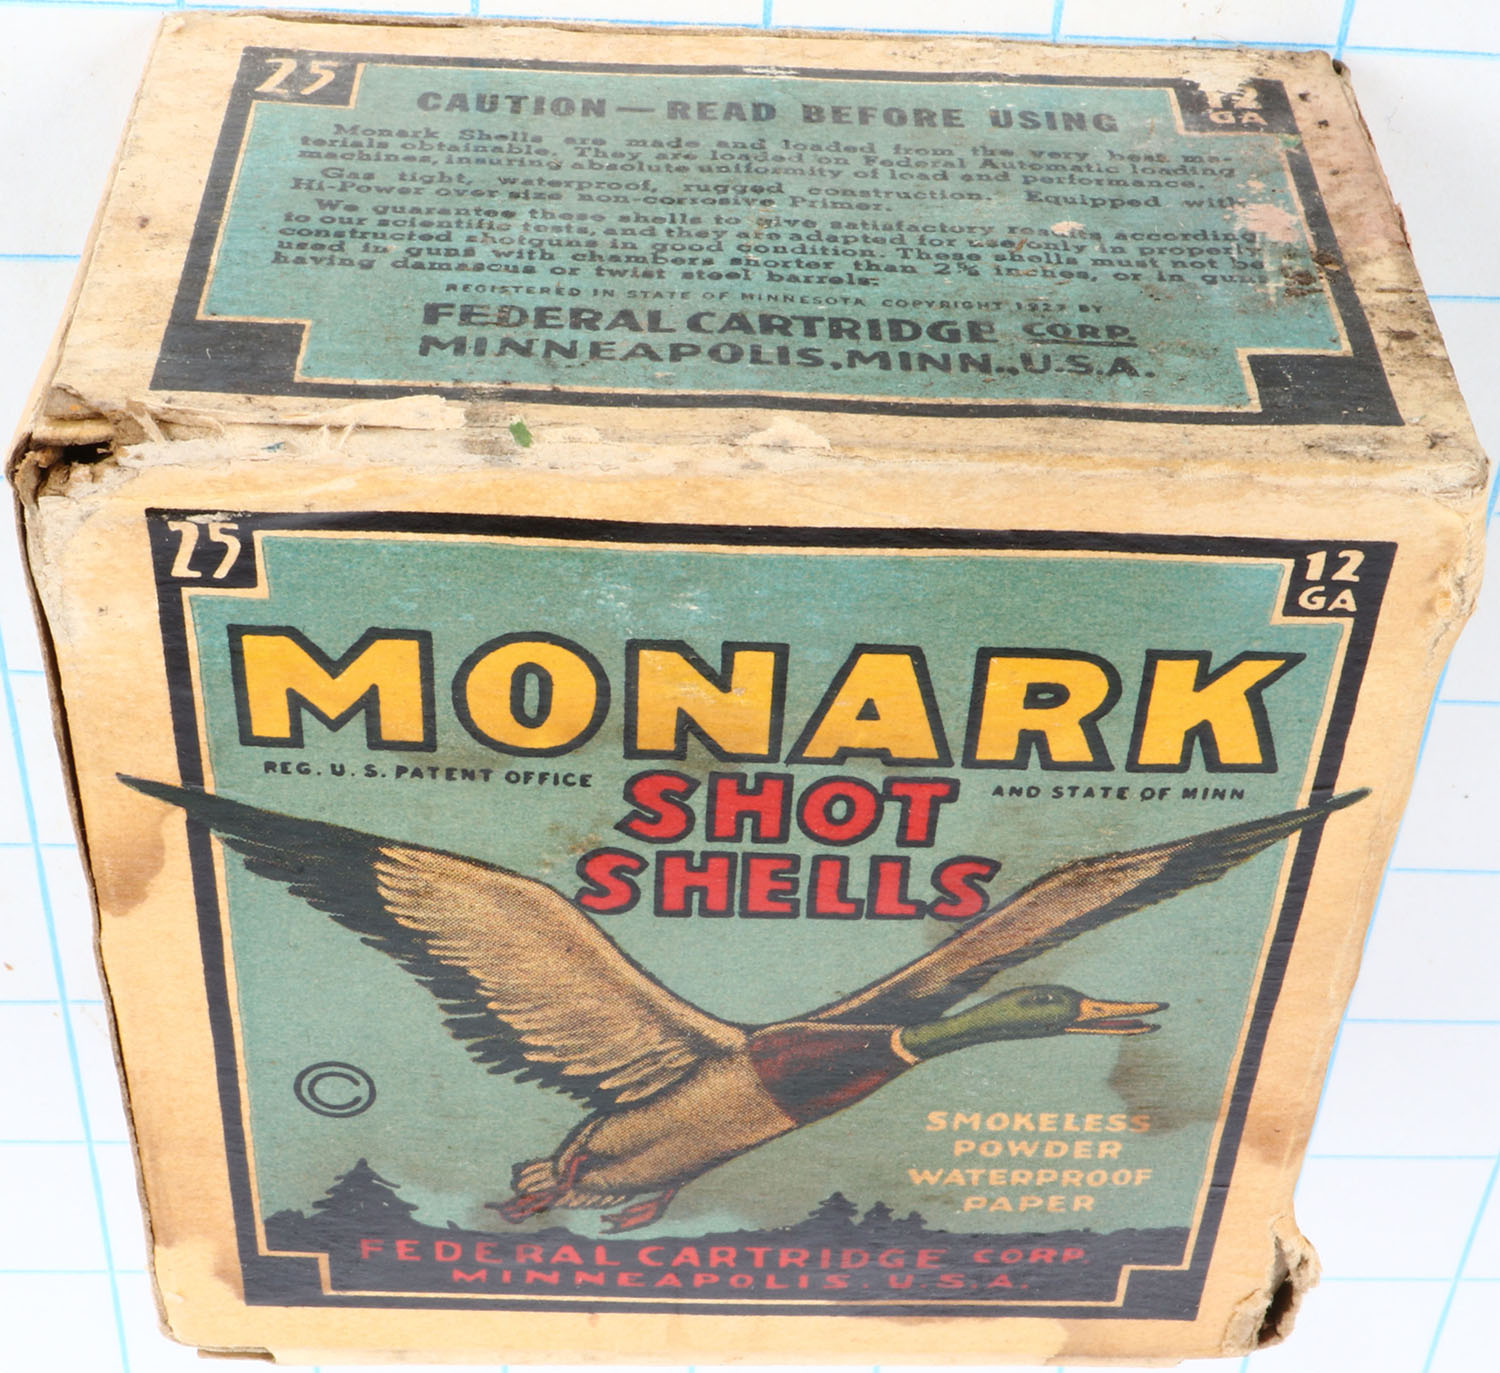 25
12
GA
CAUTION — READ BEFORE USING
Monark Shells are made and loaded from the very best ma-
terials obtainable. They are loaded on Federal Automatic loading
machines, insuring absolute uniformity of load and performance.
Gas tight, waterproof, rugged construction. Equipped with
Hi-Power over size non-corrosive Primer.
We guarantee these shells to give satisfactory results according
to our scientific tests, and they are adapted for use only in properly
constructed shotguns in good condition. These shells must not be
used in guns with chambers shorter than 2⅝ inches, or in guns
having damascus or twist steel barrels.
REGISTERED IN STATE OF MINNESOTA COPYRIGHT 1927 BY
FEDERAL CARTRIDGE CORP.
MINNEAPOLIS, MINN., U.S.A.
25
12
GA
MONARK
REG. U. S. PATENT OFFICE
AND STATE OF MINN
SHOT
SHELLS
©
SMOKELESS
POWDER
WATERPROOF
PAPER
FEDERAL CARTRIDGE CORP.
MINNEAPOLIS. U.S.A.